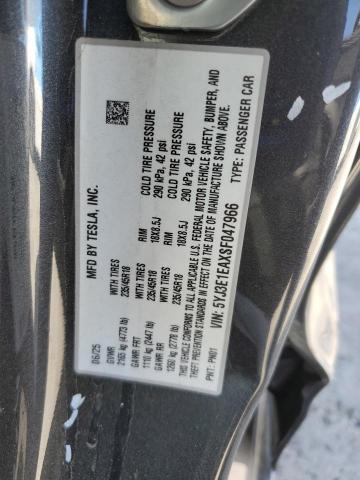 MFD BY TESLA, INC.
06/25
GVWR
2165 kg (4773 lb)
GAWR FRT WITH TIRES RIM COLD TIRE PRESSURE
1110 kg (2447 lb) 235/45R18 18X8.5J 290 kPa, 42 psi
GAWR RR WITH TIRES RIM COLD TIRE PRESSURE
1260 kg (2778 lb) 235/45R18 18X8.5J 290 kPa, 42 psi
THIS VEHICLE CONFORMS TO ALL APPLICABLE U.S. FEDERAL MOTOR VEHICLE SAFETY, BUMPER, AND
THEFT PREVENTION STANDARDS IN EFFECT ON THE DATE OF MANUFACTURE SHOWN ABOVE.
VIN: 5YJ3E1EAXSF047966
PNT: PN01 TYPE: PASSENGER CAR